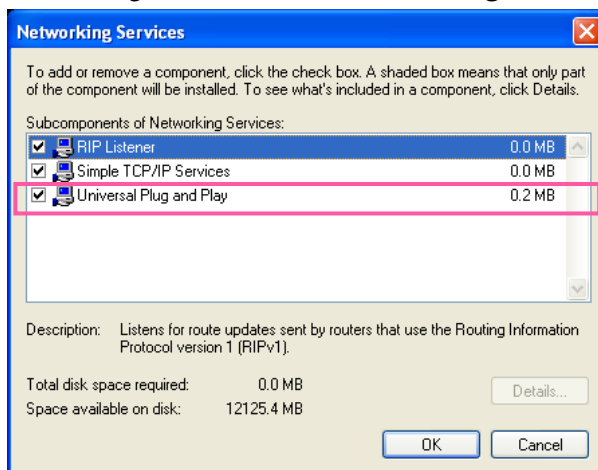 Networking Services
To add or remove a component, click the check box. A shaded box means that only part
of the component will be installed. To see what's included in a component, click Details.
Subcomponents of Networking Services:
RIP Listener 0.0 MB
Simple TCP/IP Services 0.0 MB
Universal Plug and Play 0.2 MB
Description: Listens for route updates sent by routers that use the Routing Information
Protocol version 1 (RIPv1).
Total disk space required: 0.0 MB
Details...
Space available on disk: 12125.4 MB
OK Cancel